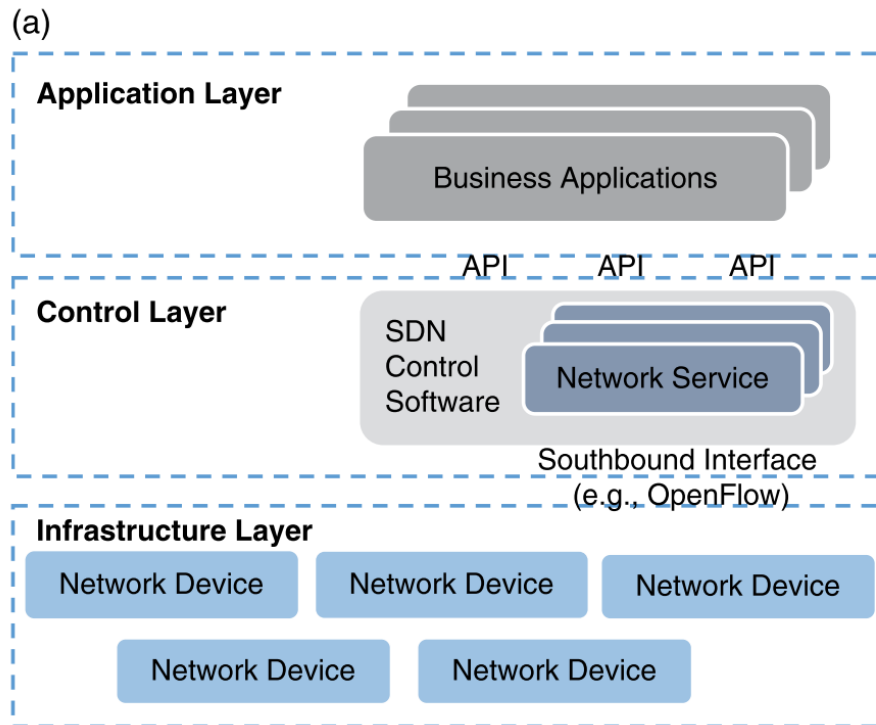 (a)
Application Layer
Business Applications
API API API
Control Layer
SDN
Control
Software
Network Service
Southbound Interface
(e.g., OpenFlow)
Infrastructure Layer
Network Device Network Device Network Device
Network Device Network Device